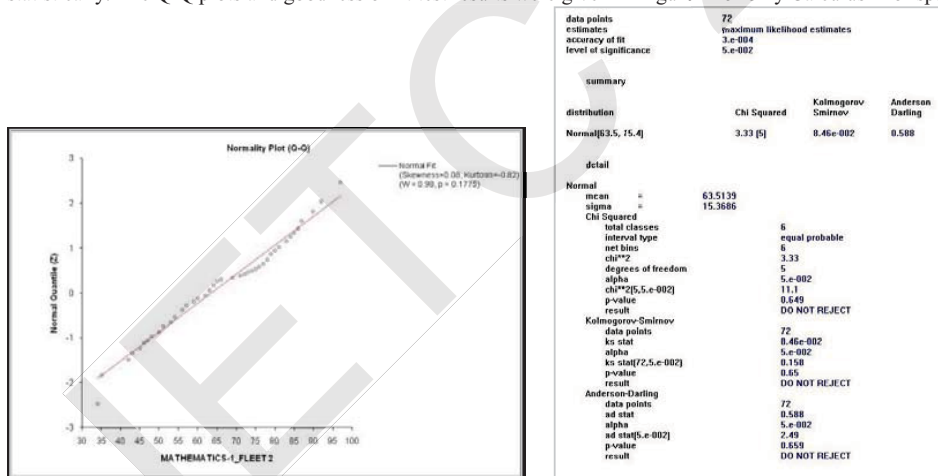 data points 72
estimates maximum likelihood estimates
accuracy of fit 3.e-004
level of significance 5.e-002
summary
distribution Chi Squared Kolmogorov Smirnov Anderson Darling
Normal(63.5, 15.4) 3.33 (5) 8.46e-002 0.588
detail
Normal
mean = 63.5139
sigma = 15.3686
Chi Squared
total classes 6
interval type equal probable
net bins 6
chi**2 3.33
degrees of freedom 5
alpha 5.e-002
chi**2(5,5.e-002) 11.1
p-value 0.649
result DO NOT REJECT
Kolmogorov-Smirnov
data points 72
ks stat 8.46e-002
alpha 5.e-002
ks stat(72,5.e-002) 0.158
p-value 0.65
result DO NOT REJECT
Anderson-Darling
data points 72
ad stat 0.588
alpha 5.e-002
ad stat(5.e-002) 2.49
p-value 0.659
result DO NOT REJECT
Normality Plot (Q-Q)
Normal Fit
(Skewness=0.00, Kurtosis=-0.82)
(W = 0.98, p = 0.1775)
Normal Quantile (Z)
3
2
1
0
-1
-2
-3
30 35 40 45 50 55 60 65 70 75 80 85 90 95 100
MATHEMATICS-1_FLEET 2
IETC